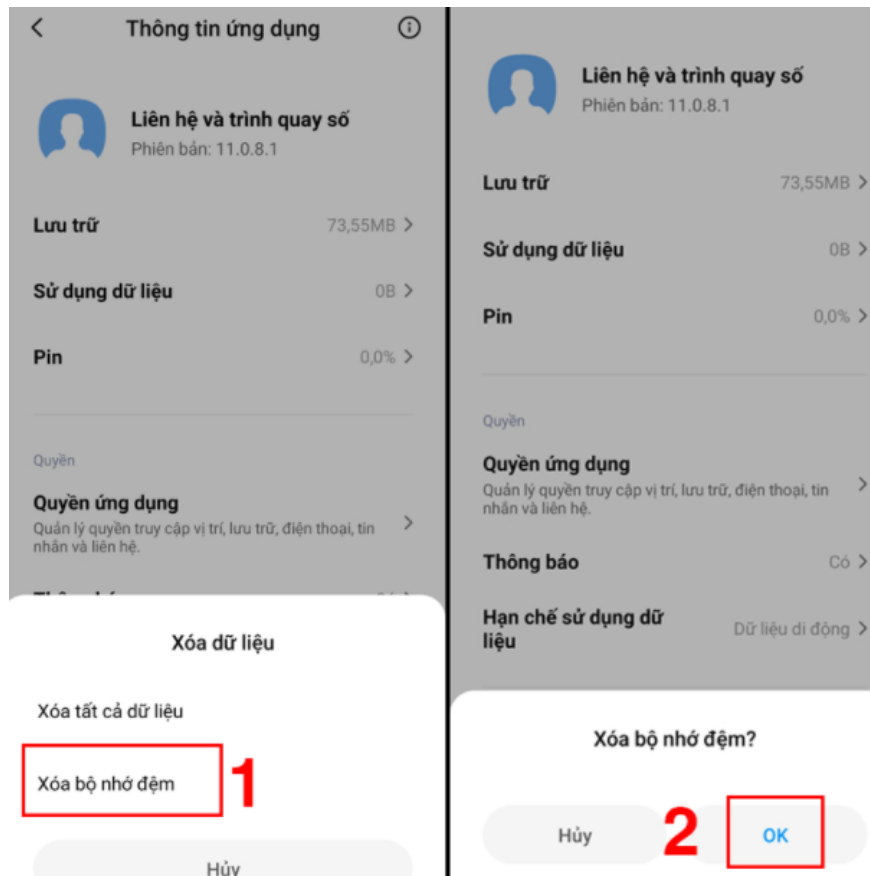 Thông tin ứng dụng
Liên hệ và trình quay số
Phiên bản: 11.0.8.1
Lưu trữ 73,55MB
Sử dụng dữ liệu 0B
Pin 0,0%
Quyền
Quyền ứng dụng
Quản lý quyền truy cập vị trí, lưu trữ, điện thoại, tin
nhắn và liên hệ.
Xóa dữ liệu
Xóa tất cả dữ liệu
Xóa bộ nhớ đệm 1
Hủy
Liên hệ và trình quay số
Phiên bản: 11.0.8.1
Lưu trữ 73,55MB
Sử dụng dữ liệu 0B
Pin 0,0%
Quyền
Quyền ứng dụng
Quản lý quyền truy cập vị trí, lưu trữ, điện thoại, tin
nhắn và liên hệ.
Thông báo Có
Hạn chế sử dụng dữ
liệu Dữ liệu di động
Xóa bộ nhớ đệm?
Hủy 2 OK